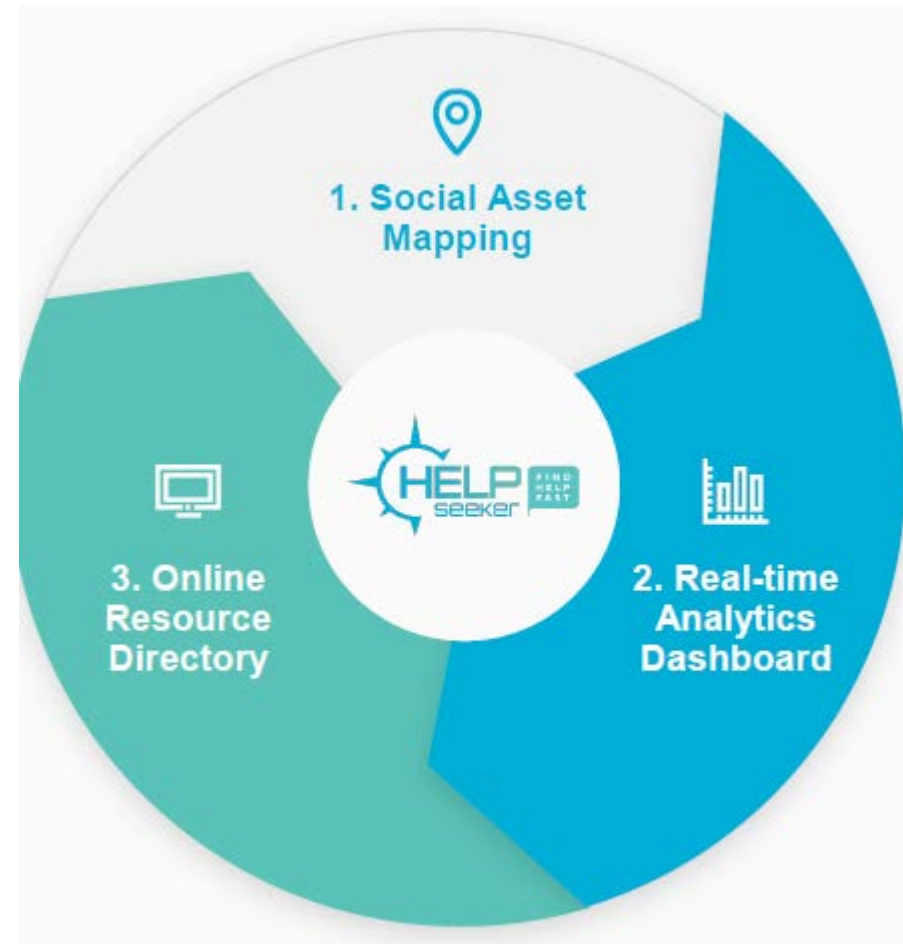 1. Social Asset
Mapping
HELP
seeker
FIND
HELP
FAST
2. Real-time
Analytics
Dashboard
3. Online
Resource
Directory